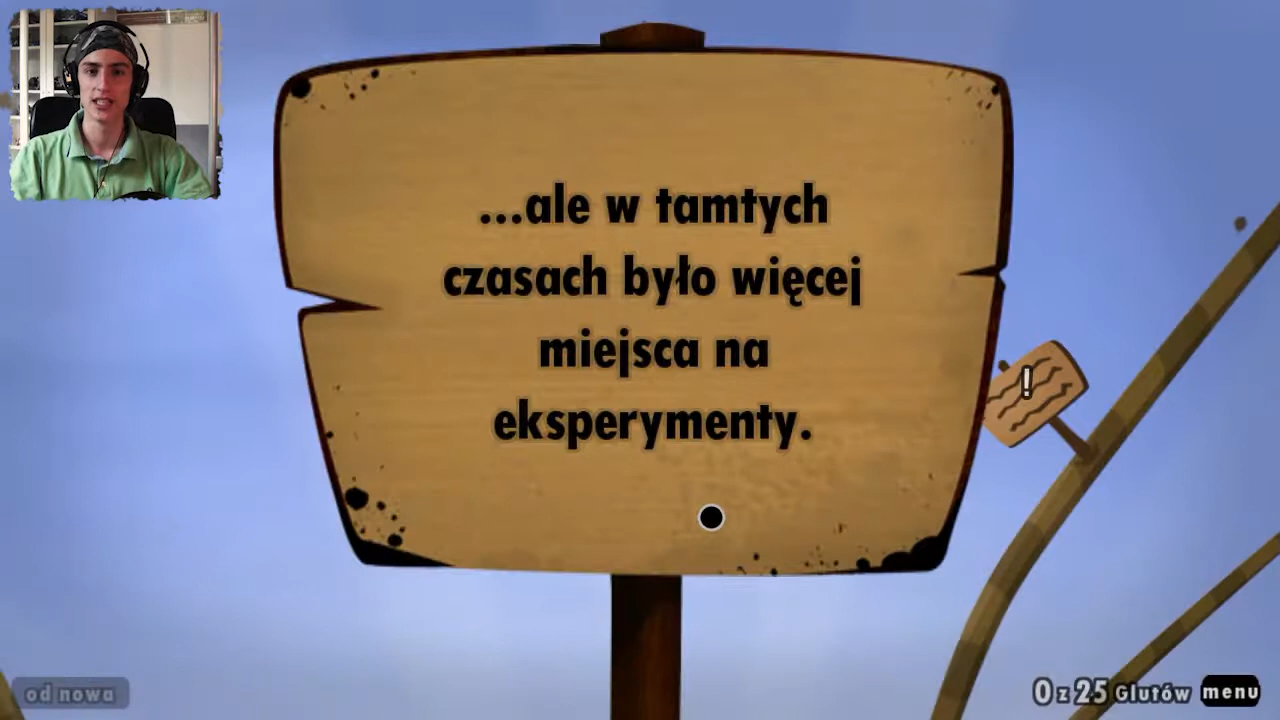 ...ale w tamtych
czasach było więcej
miejsca na
eksperymenty.
!
od nowa
0 z 25 Glutów menu